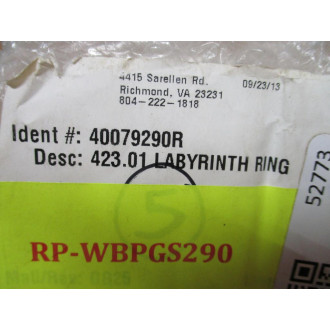 4415 Sarellen Rd.
Richmond, VA 23231 09/23/13
804-222-1818
Ident #: 40079290R
Desc: 423.01 LABYRINTH RING
5
RP-WBPGS290
52773